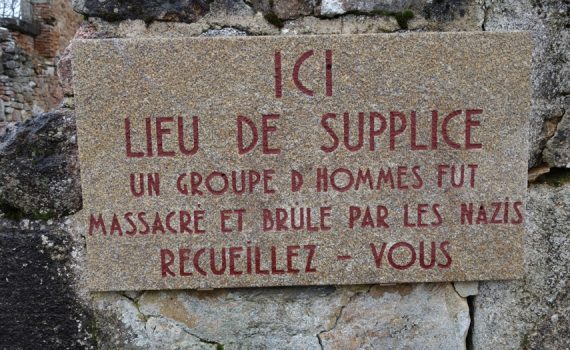 ICI
LIEU DE SUPPLICE
UN GROUPE D'HOMMES FUT
MASSACRÉ ET BRÛLÉ PAR LES NAZIS
RECUEILLEZ - VOUS